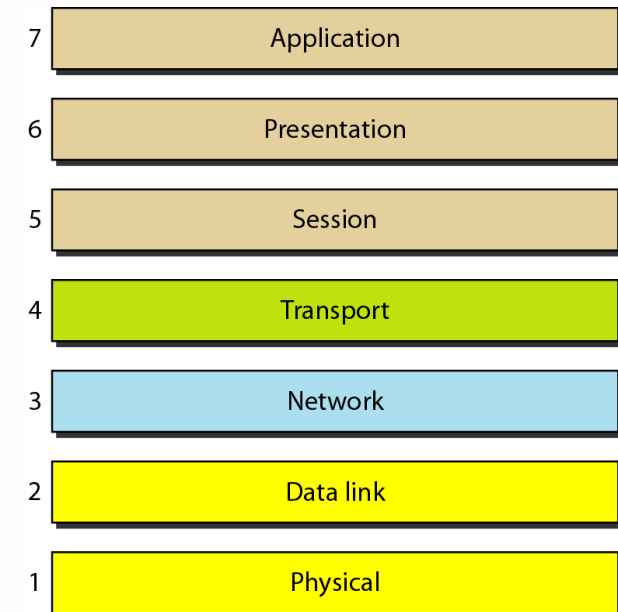 7 Application
6 Presentation
5 Session
4 Transport
3 Network
2 Data link
1 Physical